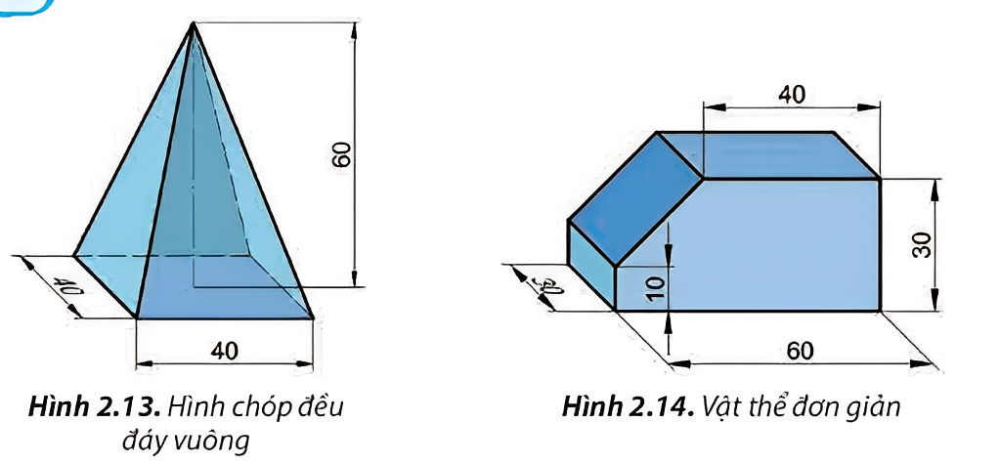 60
40
40
Hình 2.13. Hình chóp đều
đáy vuông
40
30
10
60
Hình 2.14. Vật thể đơn giản